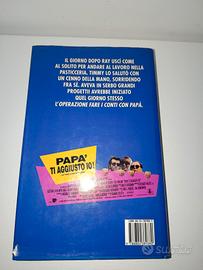 IL GIORNO DOPO RAY USCÌ COME
AL SOLITO PER ANDARE AL LAVORO NELLA
PASTICCERIA. TIMMY LO SALUTÒ CON
UN CENNO DELLA MANO, SORRIDENDO
FRA SÉ. AVEVA IN SERBO GRANDI
PROGETTI AVREBBE INIZIATO
QUEL GIORNO STESSO
L'OPERAZIONE FARE I CONTI CON PAPÀ.
PAPA'
TI AGGIUSTO IO!
subito